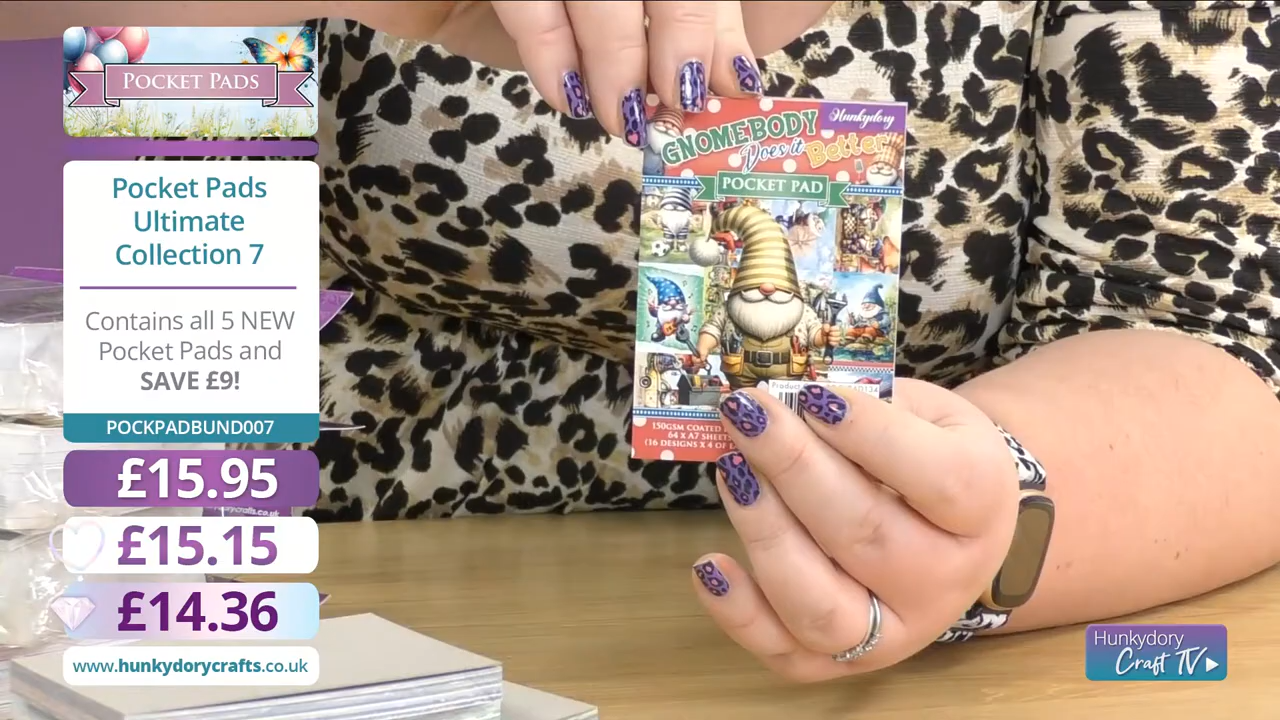 POCKET PADS
Pocket Pads
Ultimate
Collection 7
Contains all 5 NEW
Pocket Pads and
SAVE £9!
POCKPADBUND007
£15.95
£15.15
£14.36
www.hunkydorycrafts.co.uk
Hunkydory
GNOMEBODY
Does it Better
POCKET PAD
Product
150GSM COATED
64 X A7 SHEETS
(16 DESIGNS X 4 OF
Hunkydory
Craft TV